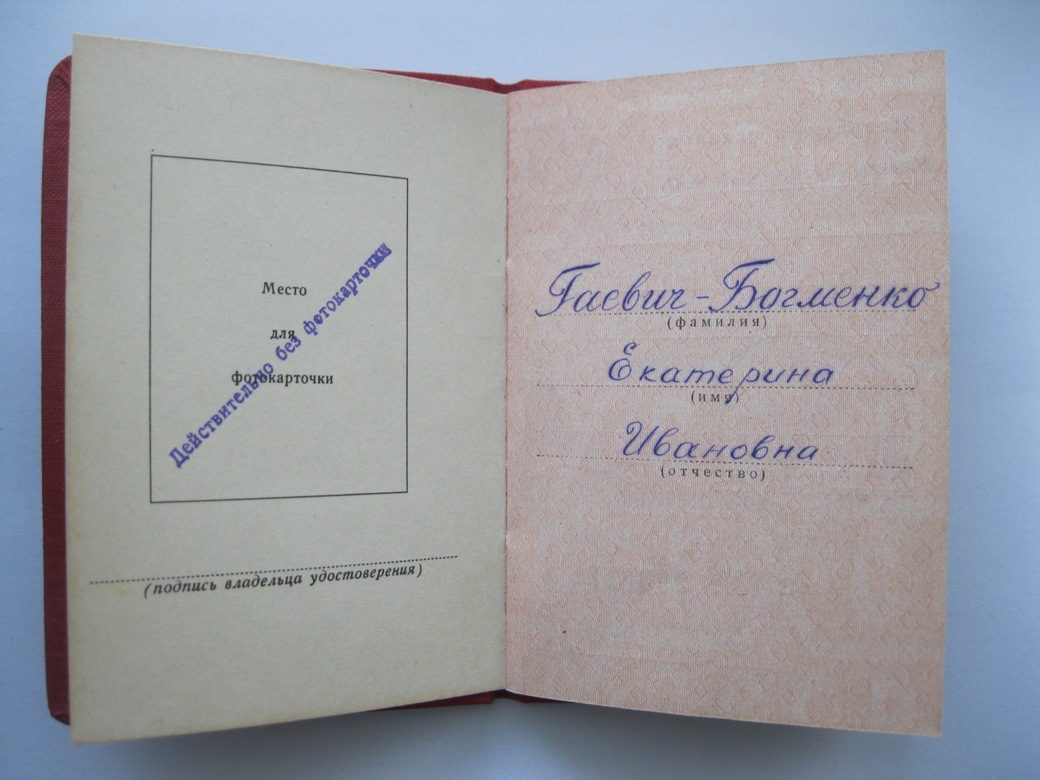 Место
для
фотокарточки
Действительно без фотокарточки
(подпись владельца удостоверения)
Гаевич-Богменко
(фамилия)
Екатерина
(имя)
Ивановна
(отчество)